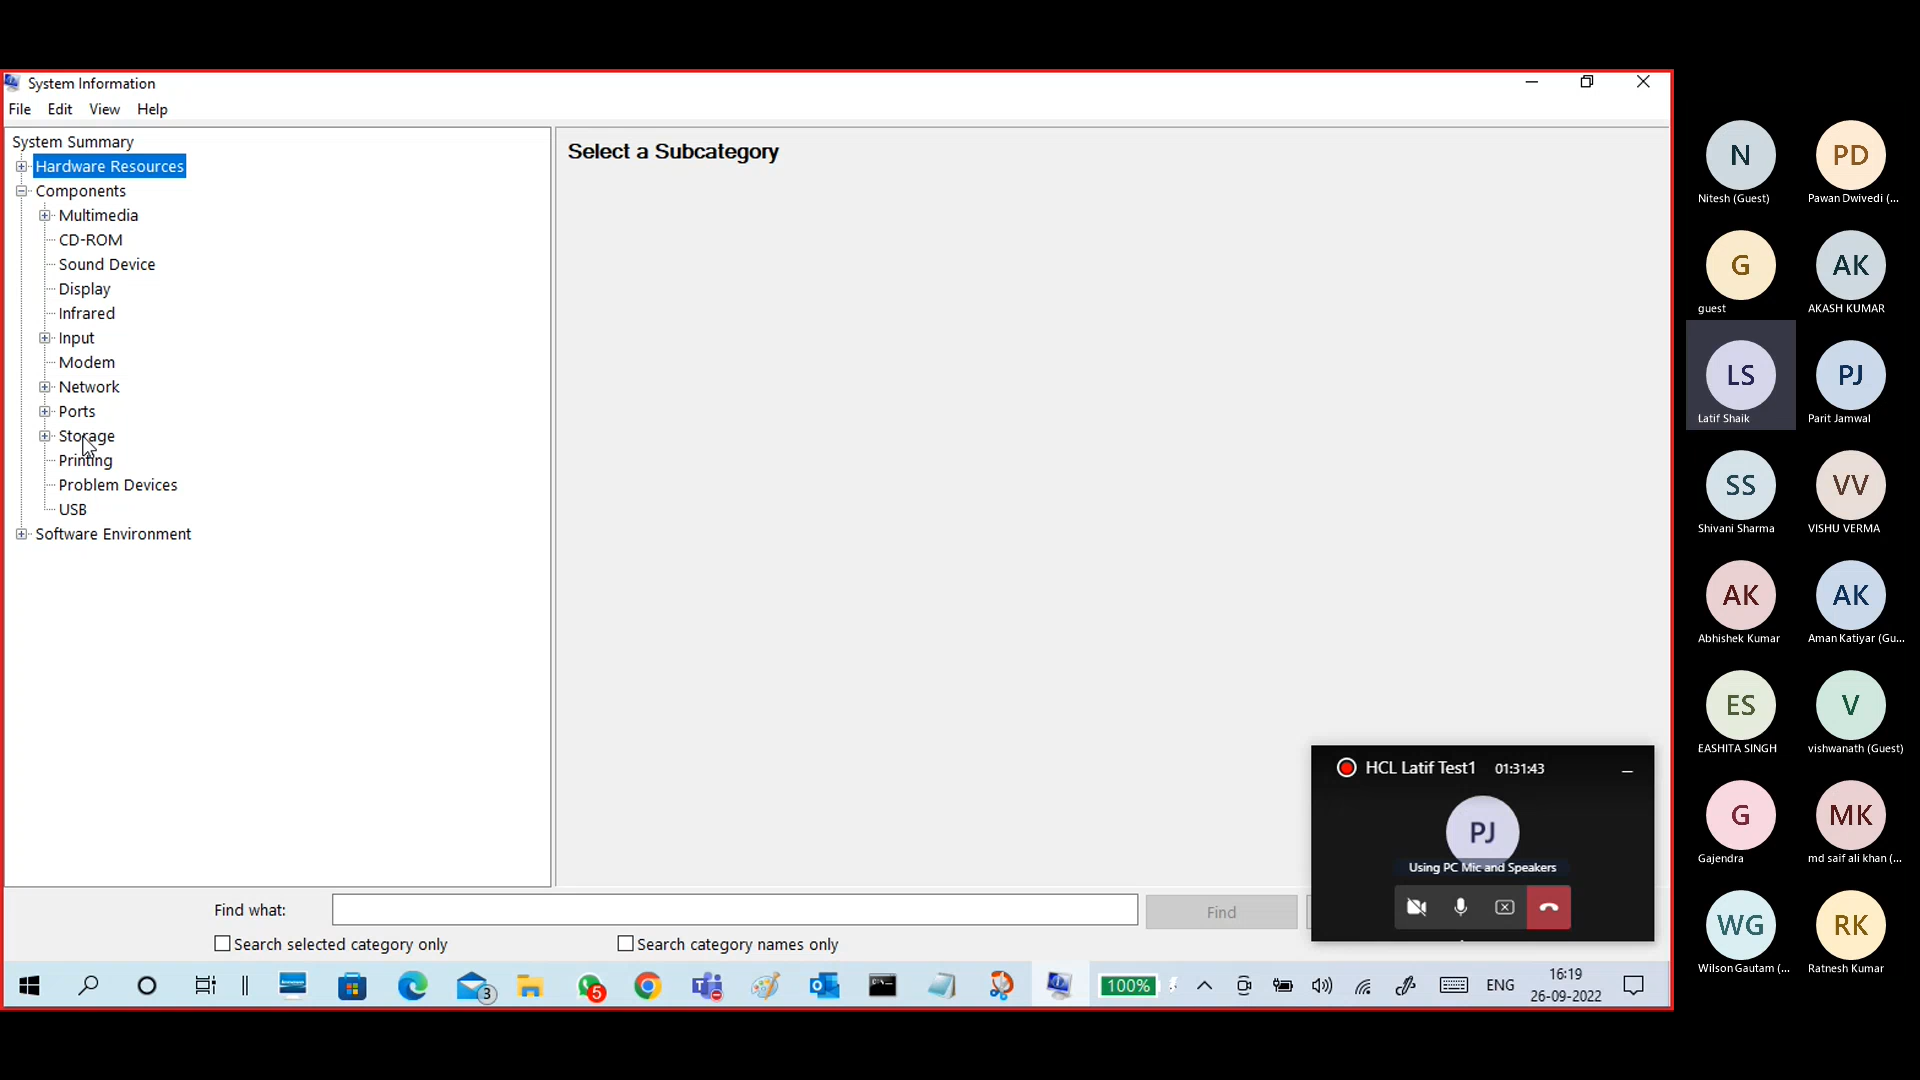 System Information
File Edit View Help
System Summary
Hardware Resources
Components
Multimedia
CD-ROM
Sound Device
Display
Infrared
Input
Modem
Network
Ports
Storage
Printing
Problem Devices
USB
Software Environment
Select a Subcategory
Find what:
Find
Search selected category only
Search category names only
HCL Latif Test1 01:31:43
PJ
Using PC Mic and Speakers
3
5
100%
ENG
16:19
26-09-2022
N PD
Nitesh (Guest) Pawan Dwivedi (...
G AK
guest AKASH KUMAR
LS PJ
Latif Shaik Parit Jamwal
SS VV
Shivani Sharma VISHU VERMA
AK AK
Abhishek Kumar Aman Katiyar (Gu...
ES V
EASHITA SINGH vishwanath (Guest)
G MK
Gajendra md saif ali khan (...
WG RK
Wilson Gautam (... Ratnesh Kumar